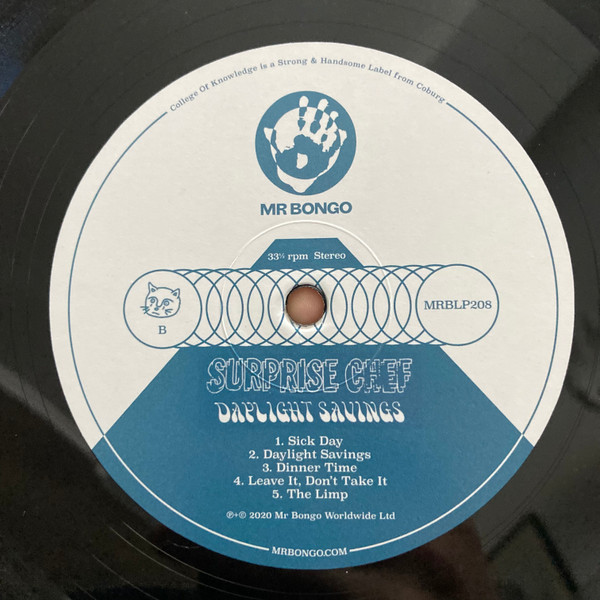 College Of Knowledge is a Strong & Handsome Label from Coburg
MR BONGO
33⅓ rpm Stereo
B
MRBLP208
SURPRISE CHEF
DAYLIGHT SAVINGS
1. Sick Day
2. Daylight Savings
3. Dinner Time
4. Leave It, Don't Take It
5. The Limp
℗+© 2020 Mr Bongo Worldwide Ltd
MRBONGO.COM